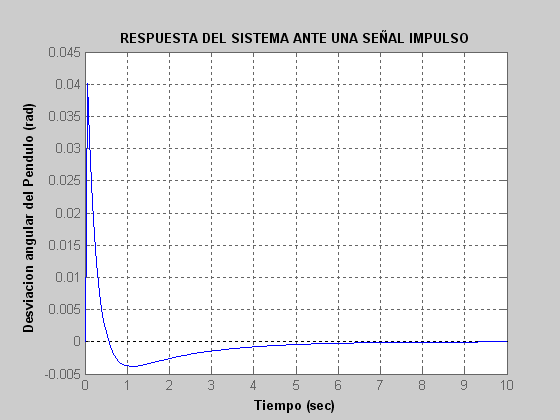 RESPUESTA DEL SISTEMA ANTE UNA SEÑAL IMPULSO
Desviacion angular del Pendulo (rad)
0.045
0.04
0.035
0.03
0.025
0.02
0.015
0.01
0.005
0
-0.005
0 1 2 3 4 5 6 7 8 9 10
Tiempo (sec)